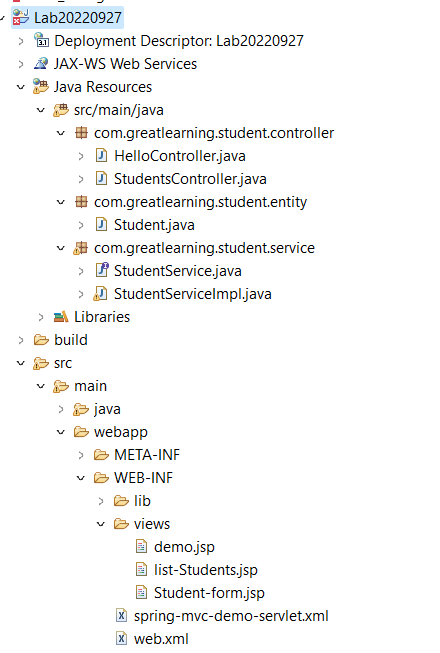 Lab20220927
Deployment Descriptor: Lab20220927
JAX-WS Web Services
Java Resources
src/main/java
com.greatlearning.student.controller
HelloController.java
StudentsController.java
com.greatlearning.student.entity
Student.java
com.greatlearning.student.service
StudentService.java
StudentServiceImpl.java
Libraries
build
src
main
java
webapp
META-INF
WEB-INF
lib
views
demo.jsp
list-Students.jsp
Student-form.jsp
spring-mvc-demo-servlet.xml
web.xml